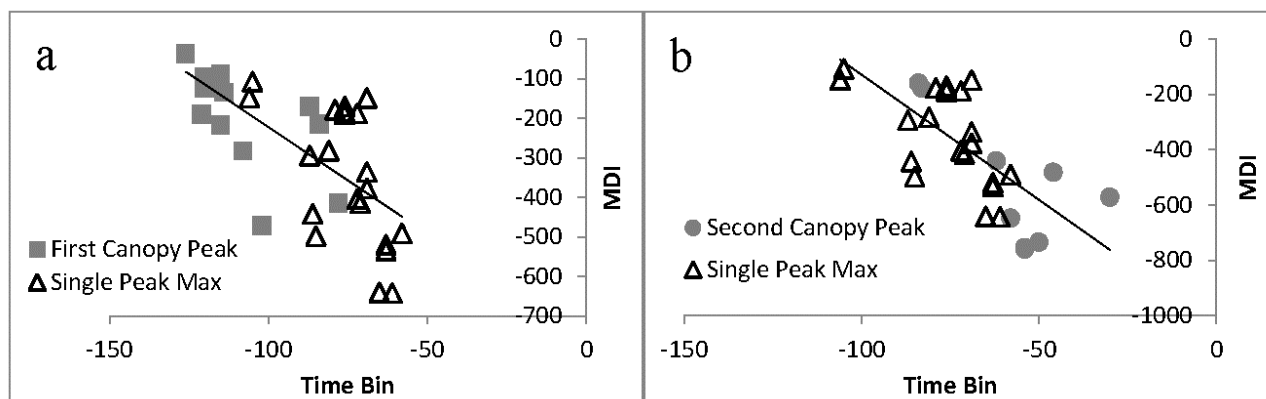 a
0
-100
-200
-300
-400
-500
-600
-700
MDI
First Canopy Peak
Single Peak Max
-150 -100 -50 0
Time Bin
b
0
-200
-400
-600
-800
-1000
MDI
Second Canopy Peak
Single Peak Max
-150 -100 -50 0
Time Bin